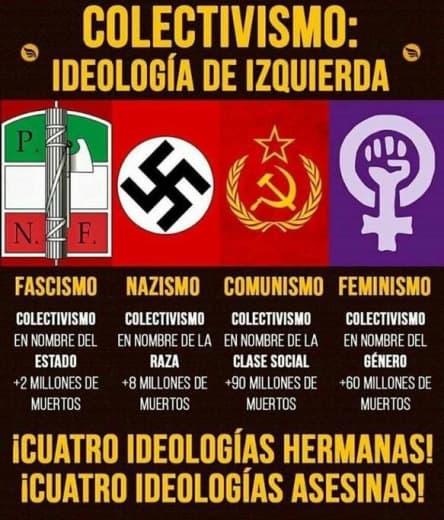 COLECTIVISMO:
IDEOLOGÍA DE IZQUIERDA
P.
N. F.
FASCISMO
COLECTIVISMO
EN NOMBRE DEL
ESTADO
+2 MILLONES DE
MUERTOS
NAZISMO
COLECTIVISMO
EN NOMBRE DE LA
RAZA
+8 MILLONES DE
MUERTOS
COMUNISMO
COLECTIVISMO
EN NOMBRE DE LA
CLASE SOCIAL
+90 MILLONES DE
MUERTOS
FEMINISMO
COLECTIVISMO
EN NOMBRE DEL
GÉNERO
+60 MILLONES DE
MUERTOS
¡CUATRO IDEOLOGÍAS HERMANAS!
¡CUATRO IDEOLOGÍAS ASESINAS!